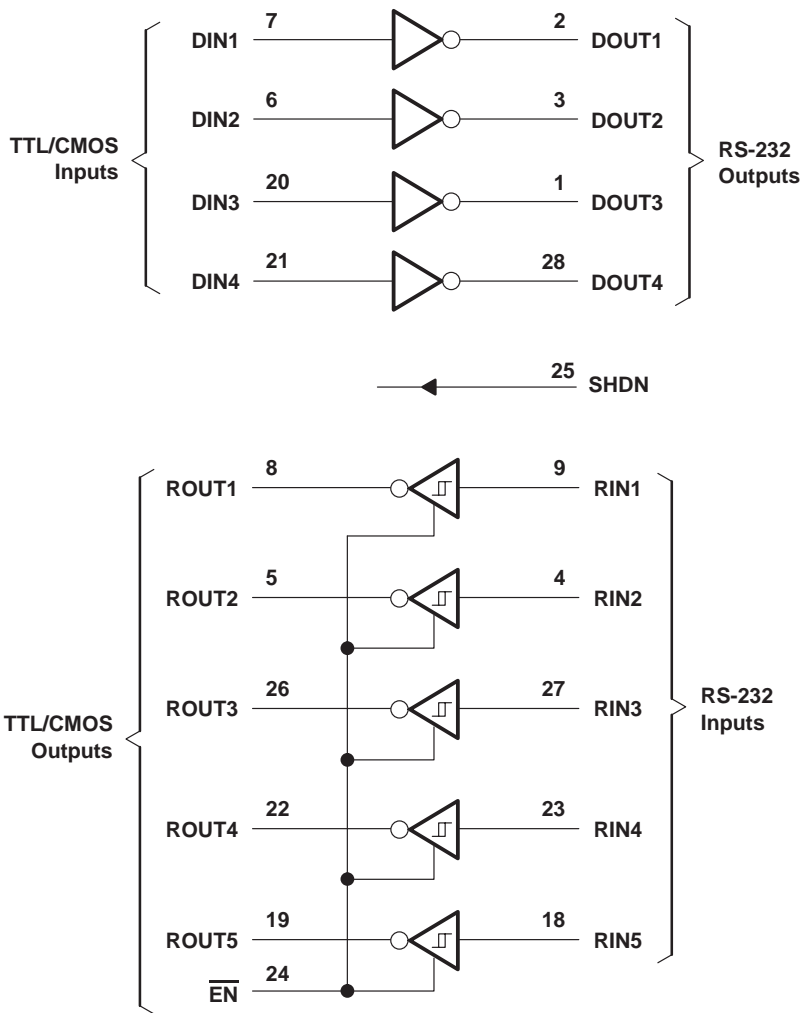 7 2
DIN1 DOUT1
6 3
DIN2 DOUT2
TTL/CMOS
Inputs
RS-232
Outputs
20 1
DIN3 DOUT3
21 28
DIN4 DOUT4
25
SHDN
8 9
ROUT1 RIN1
5 4
ROUT2 RIN2
26 27
ROUT3 RIN3
TTL/CMOS
Outputs
RS-232
Inputs
22 23
ROUT4 RIN4
19 18
ROUT5 RIN5
24
E̅N̅